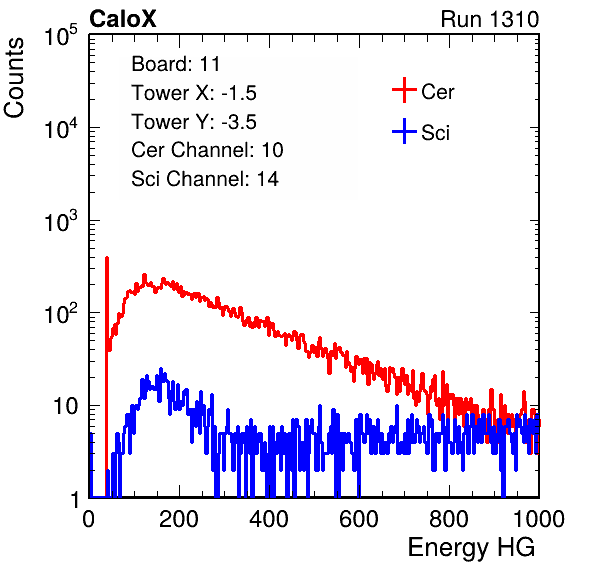 CaloX Run 1310
Counts
10^5
10^4
10^3
10^2
10
1
Board: 11
Tower X: -1.5
Tower Y: -3.5
Cer Channel: 10
Sci Channel: 14
Cer
Sci
0 200 400 600 800 1000
Energy HG